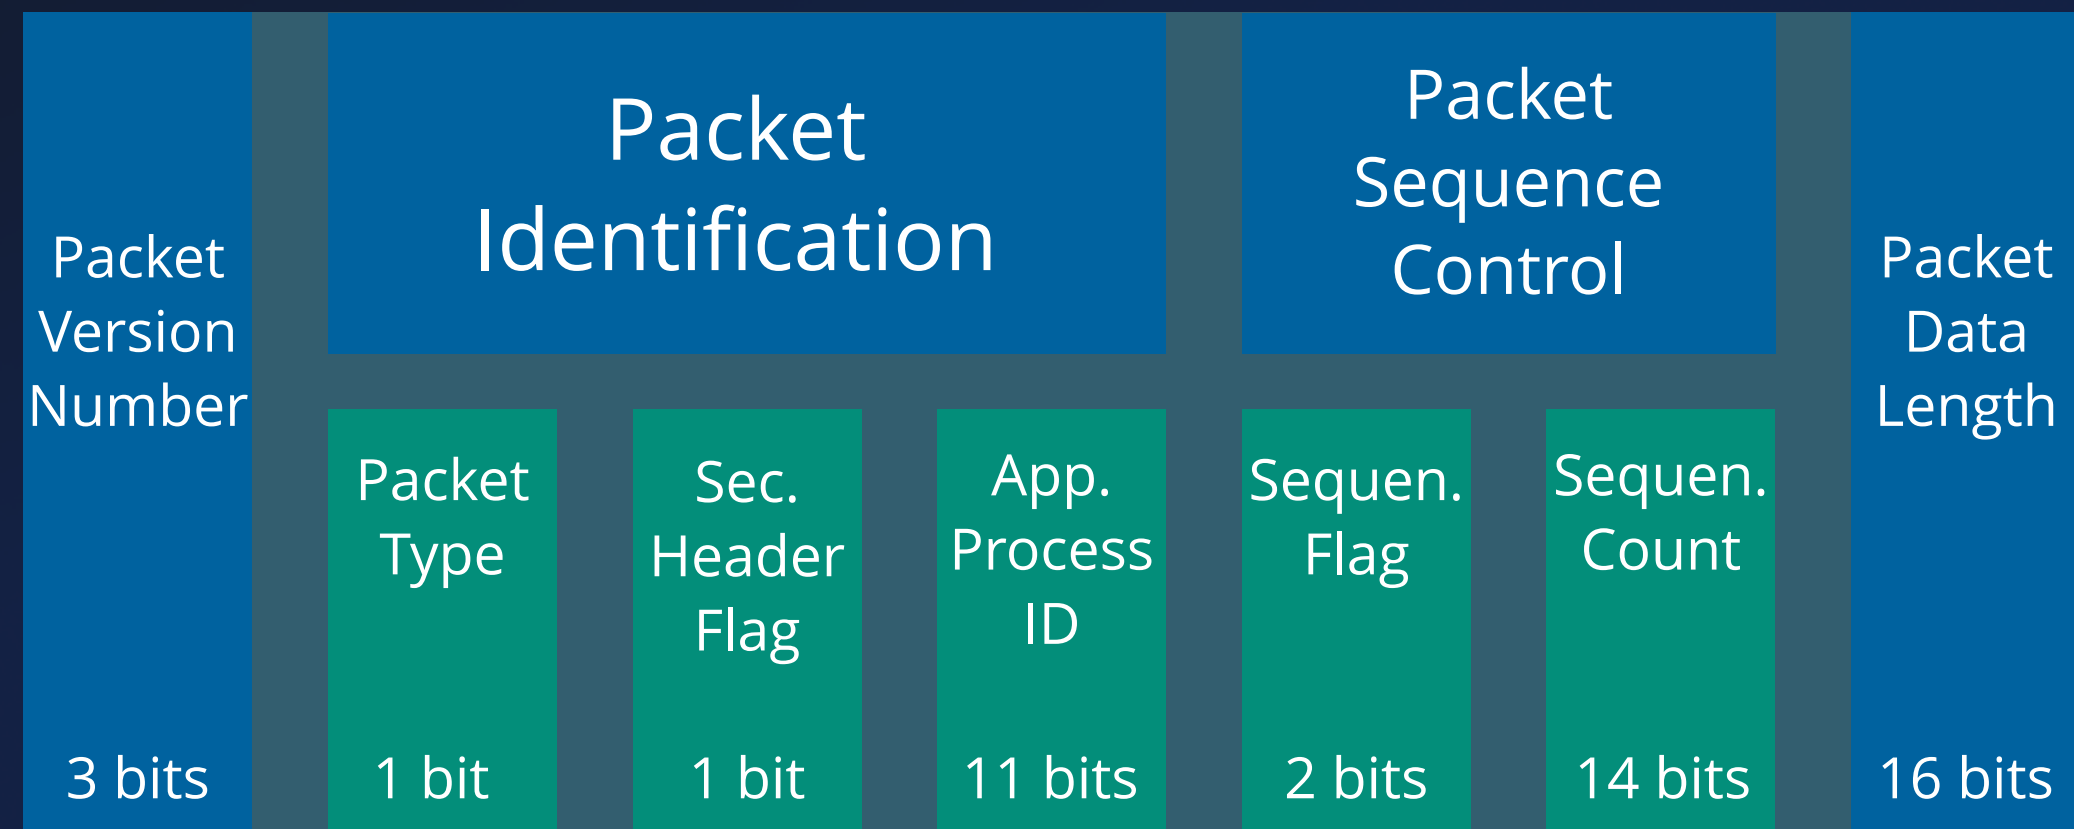 Packet
Version
Number
3 bits
Packet
Identification
Packet
Type
1 bit
Sec.
Header
Flag
1 bit
App.
Process
ID
11 bits
Packet
Sequence
Control
Sequen.
Flag
2 bits
Sequen.
Count
14 bits
Packet
Data
Length
16 bits